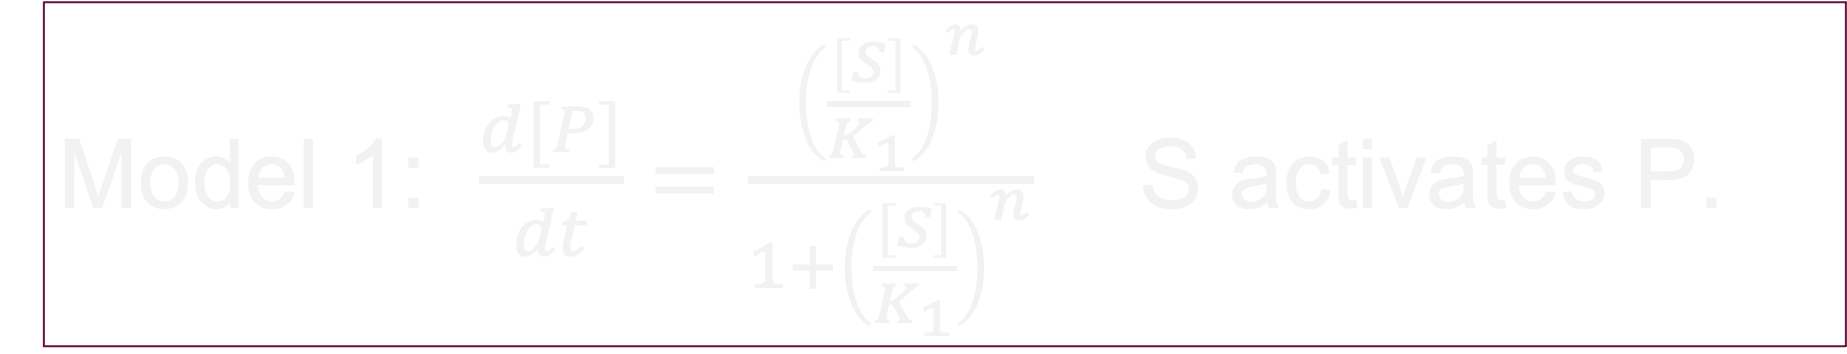 Model 1: d[P]/dt = ([S]/K₁)ⁿ / (1+([S]/K₁)ⁿ) S activates P.